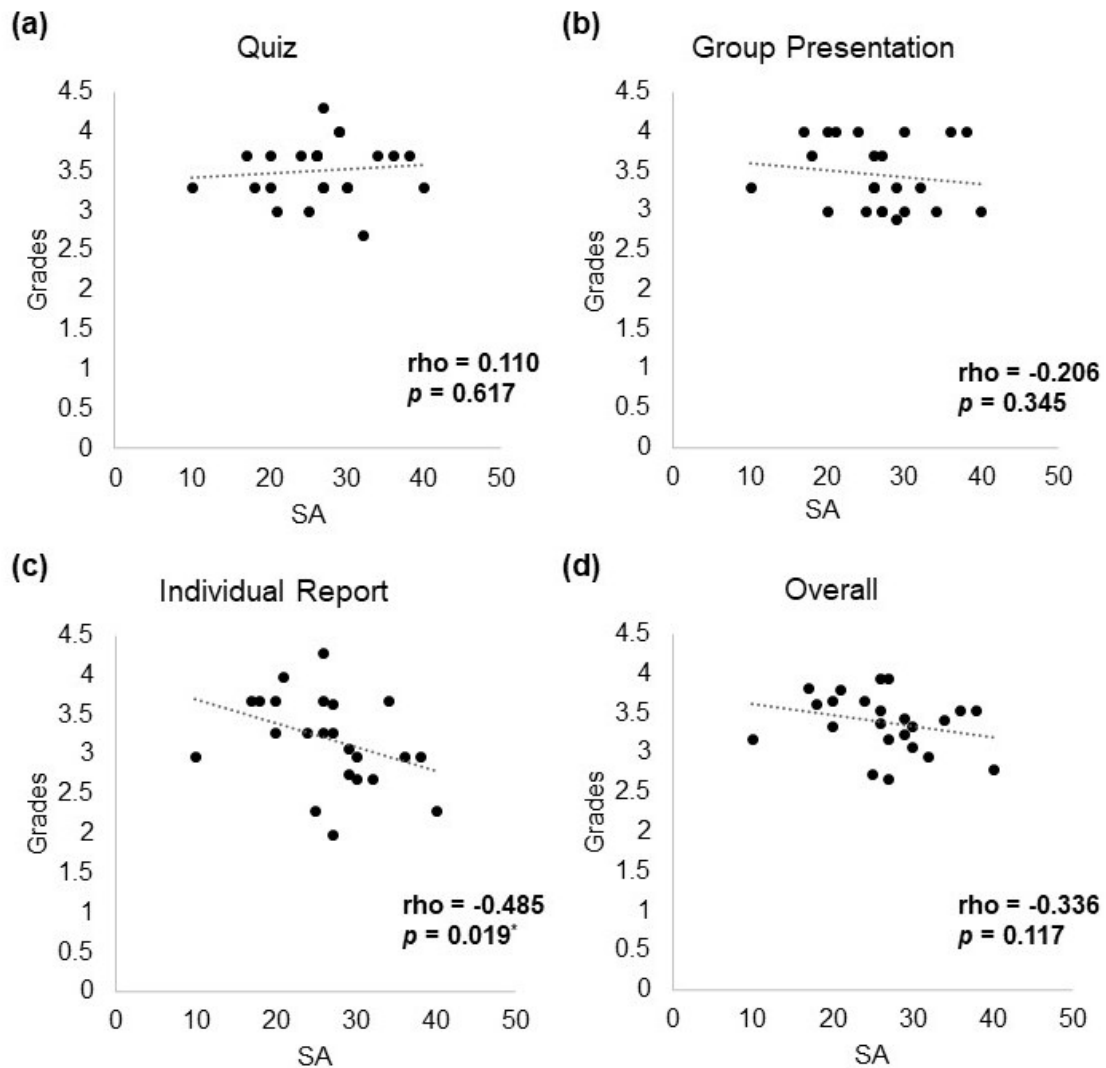 (a)
Quiz
4.5
4
3.5
3
2.5
2
1.5
1
0.5
0
Grades
rho = 0.110
p = 0.617
0 10 20 30 40 50
SA
(b)
Group Presentation
4.5
4
3.5
3
2.5
2
1.5
1
0.5
0
Grades
rho = -0.206
p = 0.345
0 10 20 30 40 50
SA
(c)
Individual Report
4.5
4
3.5
3
2.5
2
1.5
1
0.5
0
Grades
rho = -0.485
p = 0.019*
0 10 20 30 40 50
SA
(d)
Overall
4.5
4
3.5
3
2.5
2
1.5
1
0.5
0
Grades
rho = -0.336
p = 0.117
0 10 20 30 40 50
SA